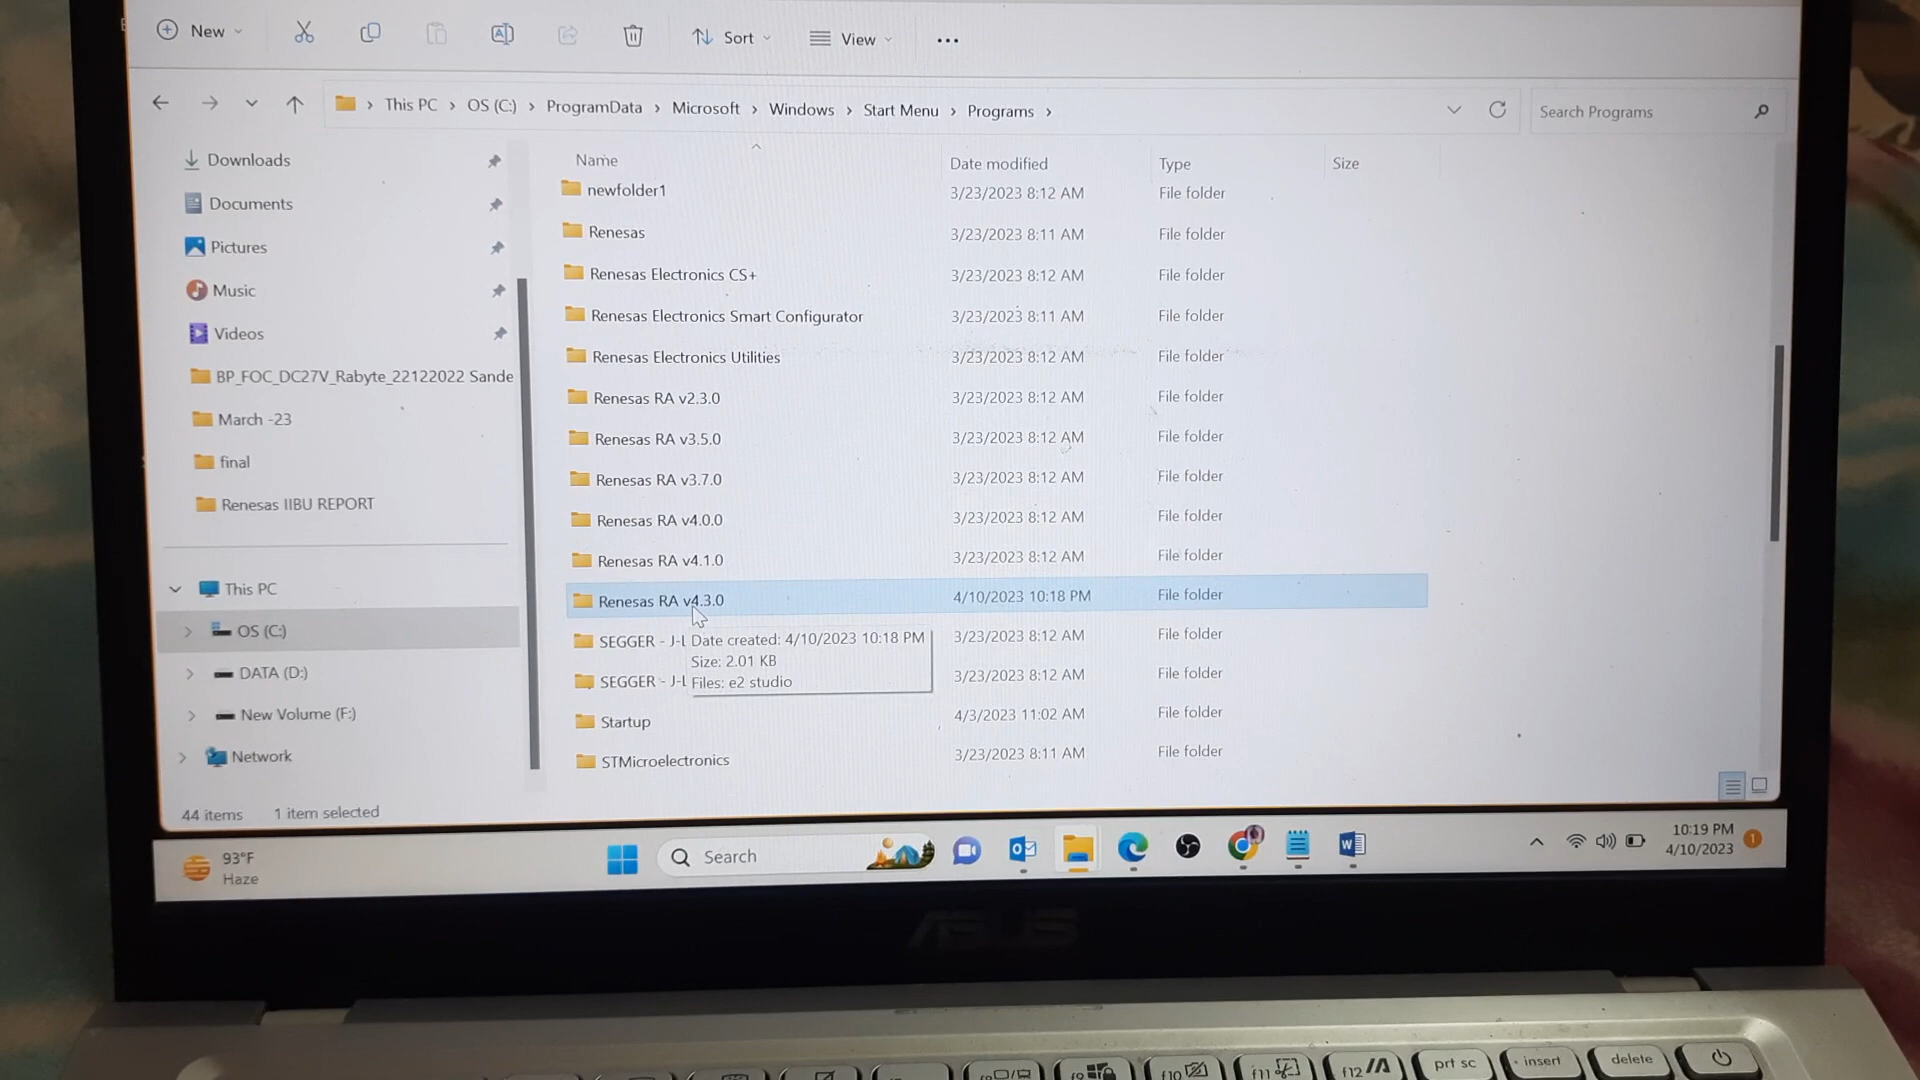 New
Sort
View
This PC > OS (C:) > ProgramData > Microsoft > Windows > Start Menu > Programs >
Search Programs
Downloads
Documents
Pictures
Music
Videos
BP_FOC_DC27V_Rabyte_22122022 Sande
March -23
final
Renesas IIBU REPORT
This PC
OS (C:)
DATA (D:)
New Volume (F:)
Network
Name Date modified Type Size
newfolder1 3/23/2023 8:12 AM File folder
Renesas 3/23/2023 8:11 AM File folder
Renesas Electronics CS+ 3/23/2023 8:12 AM File folder
Renesas Electronics Smart Configurator 3/23/2023 8:11 AM File folder
Renesas Electronics Utilities 3/23/2023 8:12 AM File folder
Renesas RA v2.3.0 3/23/2023 8:12 AM File folder
Renesas RA v3.5.0 3/23/2023 8:12 AM File folder
Renesas RA v3.7.0 3/23/2023 8:12 AM File folder
Renesas RA v4.0.0 3/23/2023 8:12 AM File folder
Renesas RA v4.1.0 3/23/2023 8:12 AM File folder
Renesas RA v4.3.0 4/10/2023 10:18 PM File folder
SEGGER - J-L 3/23/2023 8:12 AM File folder
SEGGER - J-L 3/23/2023 8:12 AM File folder
Startup 4/3/2023 11:02 AM File folder
STMicroelectronics 3/23/2023 8:11 AM File folder
Date created: 4/10/2023 10:18 PM
Size: 2.01 KB
Files: e2 studio
44 items 1 item selected
93°F
Haze
Search
10:19 PM
4/10/2023
1
ASUS
f9
f10
f11
f12
prt sc
insert
delete